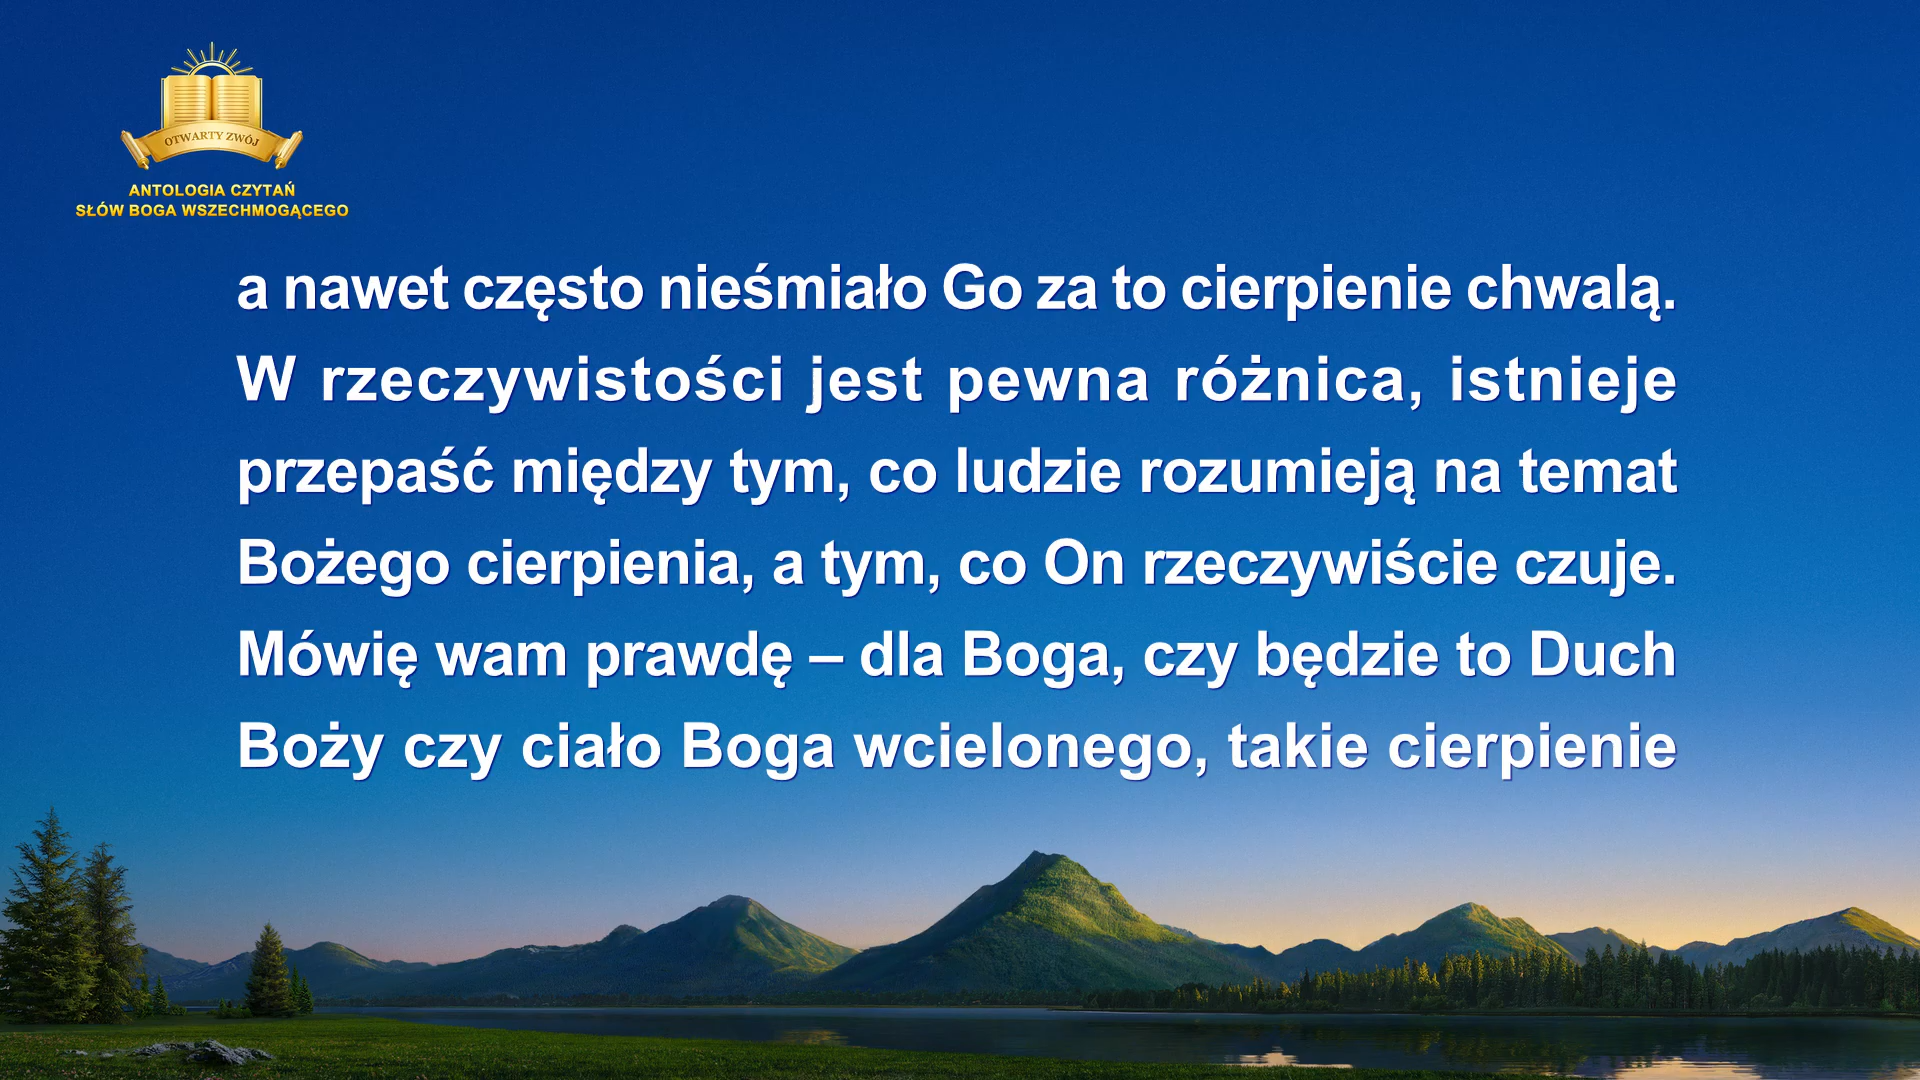 OTWARTY ZWÓJ
ANTOLOGIA CZYTAŃ
SŁÓW BOGA WSZECHMOGĄCEGO
a nawet często nieśmiało Go za to cierpienie chwalą.
W rzeczywistości jest pewna różnica, istnieje
przepaść między tym, co ludzie rozumieją na temat
Bożego cierpienia, a tym, co On rzeczywiście czuje.
Mówię wam prawdę – dla Boga, czy będzie to Duch
Boży czy ciało Boga wcielonego, takie cierpienie